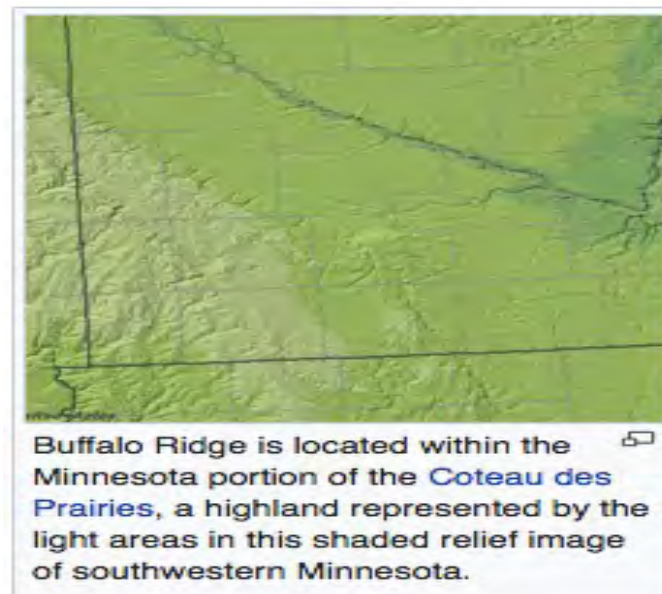 Buffalo Ridge is located within the
Minnesota portion of the Coteau des
Prairies, a highland represented by the
light areas in this shaded relief image
of southwestern Minnesota.